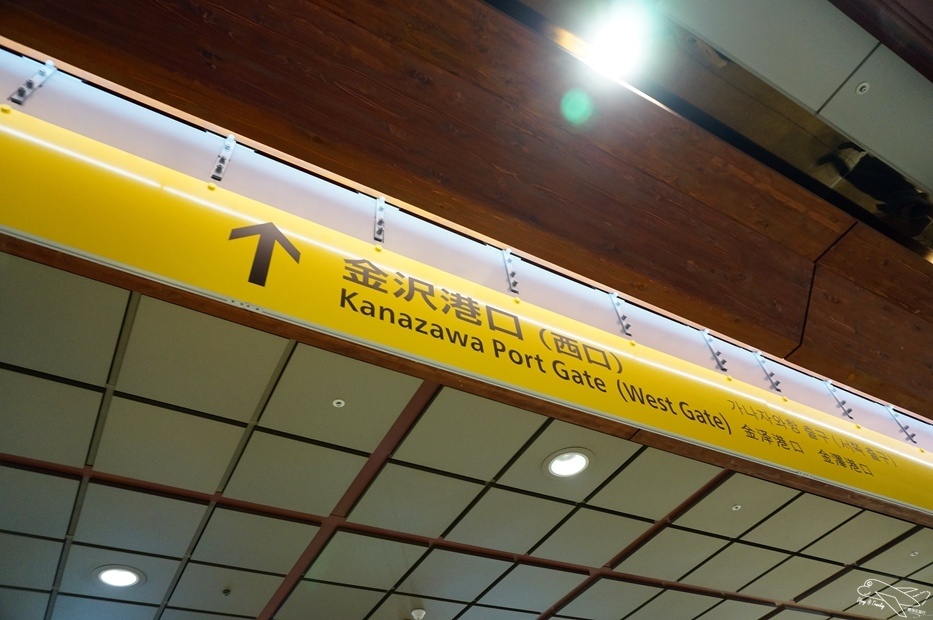 金沢港口(西口)
Kanazawa Port Gate (West Gate)
가나자와항 출구 (서쪽 출구)
金泽港口 金澤港口